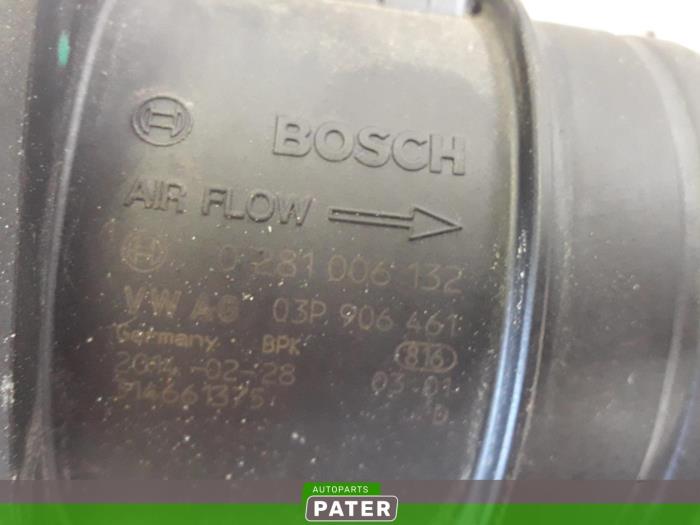 BOSCH
AIR FLOW
0 281 006 132
VW AG 03P 906 461
Germany BPK 816
2014-02-28 03 01
714661375 D
AUTOPARTS
PATER